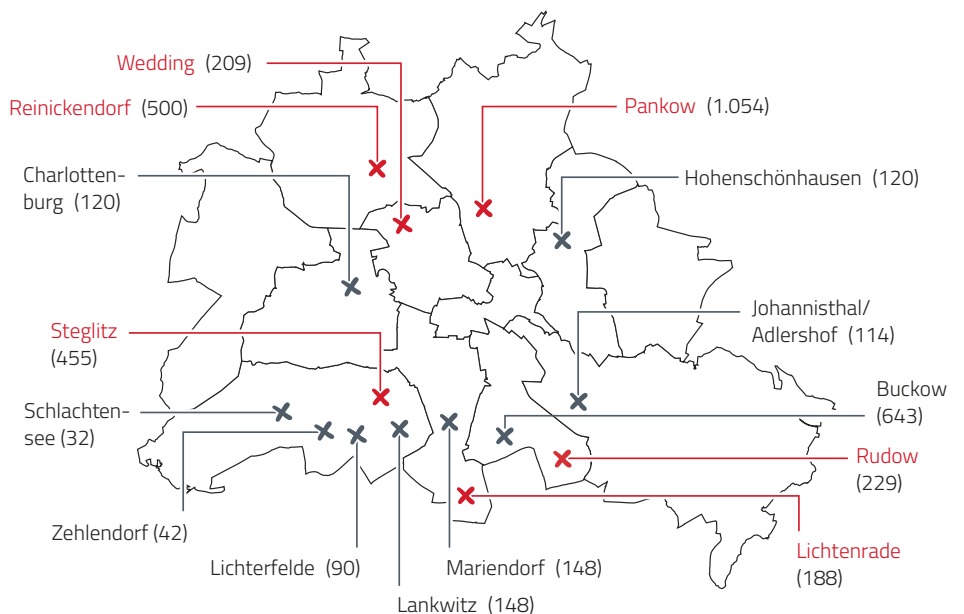 Wedding (209)
Reinickendorf (500)
Pankow (1.054)
Charlotten-
burg (120)
Hohenschönhausen (120)
Steglitz
(455)
Johannisthal/
Adlershof (114)
Schlachten-
see (32)
Buckow
(643)
Rudow
(229)
Zehlendorf (42)
Lichterfelde (90)
Mariendorf (148)
Lichtenrade
(188)
Lankwitz (148)